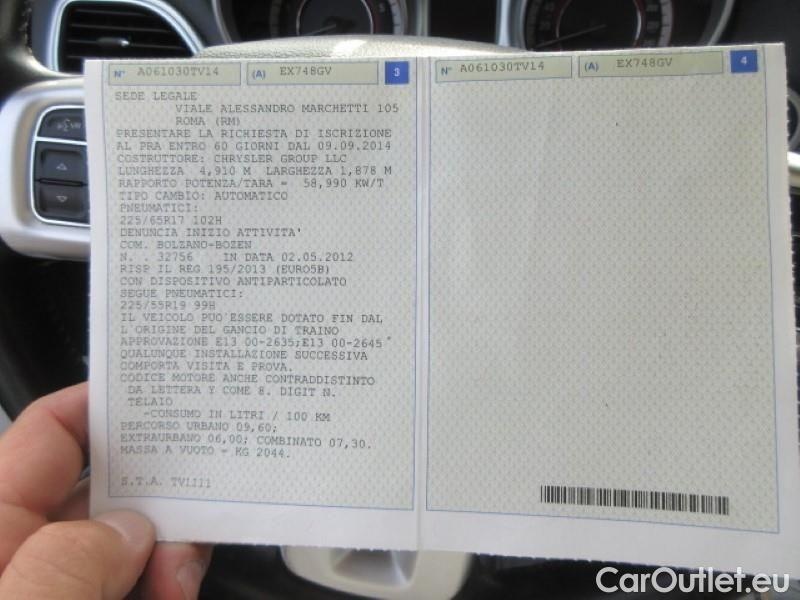 N° A061030TV14 (A) EX748GV 3
SEDE LEGALE
VIALE ALESSANDRO MARCHETTI 105
ROMA (RM)
PRESENTARE LA RICHIESTA DI ISCRIZIONE
AL PRA ENTRO 60 GIORNI DAL 09.09.2014
COSTRUTTORE: CHRYSLER GROUP LLC
LUNGHEZZA 4,910 M LARGHEZZA 1,878 M
RAPPORTO POTENZA/TARA = 58,990 KW/T
TIPO CAMBIO: AUTOMATICO
PNEUMATICI:
225/65R17 102H
DENUNCIA INIZIO ATTIVITA'
COM. BOLZANO-BOZEN
N. . 32756 IN DATA 02.05.2012
RISP IL REG 195/2013 (EURO5B)
CON DISPOSITIVO ANTIPARTICOLATO
SEGUE PNEUMATICI:
225/55R19 99H
IL VEICOLO PUO'ESSERE DOTATO FIN DAL
L'ORIGINE DEL GANCIO DI TRAINO
APPROVAZIONE E13 00-2635;E13 00-2645°
QUALUNQUE INSTALLAZIONE SUCCESSIVA
COMPORTA VISITA E PROVA.
CODICE MOTORE ANCHE CONTRADDISTINTO
DA LETTERA Y COME 8. DIGIT N.
TELAIO
-CONSUMO IN LITRI / 100 KM
PERCORSO URBANO 09,60;
EXTRAURBANO 06,00; COMBINATO 07,30.
MASSA A VUOTO = KG 2044.
S.T.A. TV1111
N° A061030TV14 (A) EX748GV 4
CarOutlet.eu